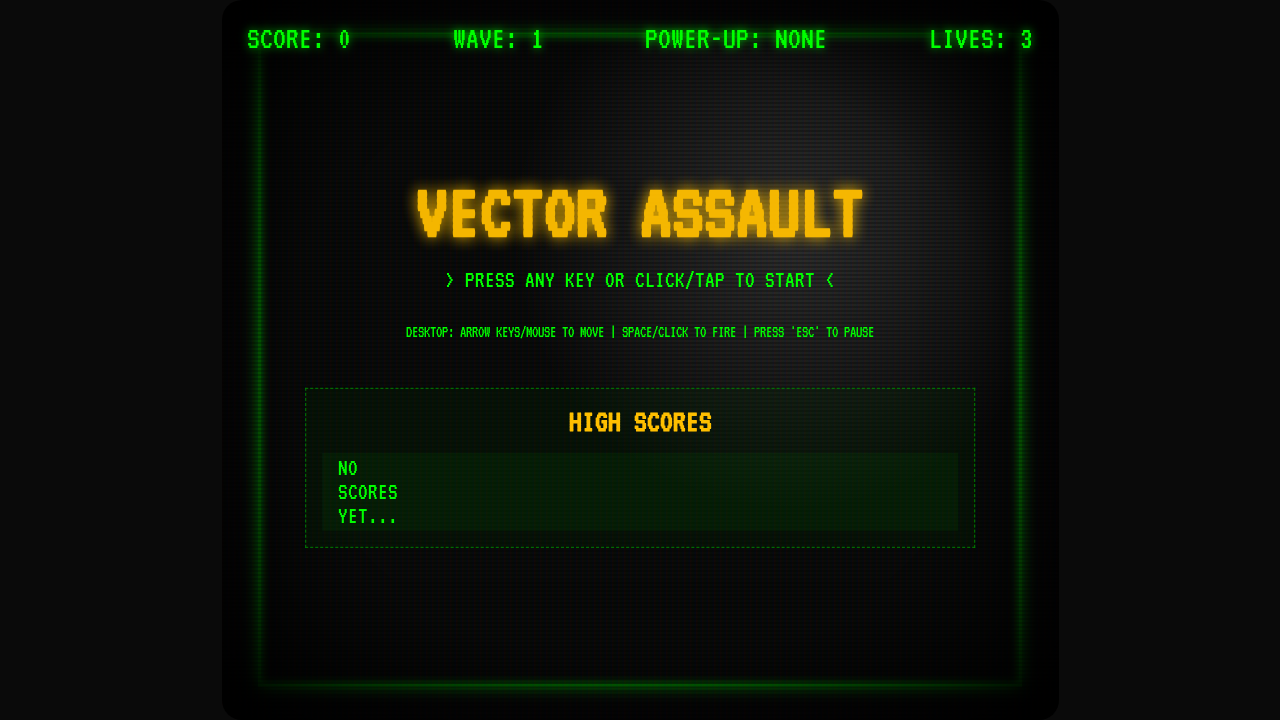 SCORE: 0 WAVE: 1 POWER-UP: NONE LIVES: 3
VECTOR ASSAULT
> PRESS ANY KEY OR CLICK/TAP TO START <
DESKTOP: ARROW KEYS/MOUSE TO MOVE | SPACE/CLICK TO FIRE | PRESS 'ESC' TO PAUSE
HIGH SCORES
NO
SCORES
YET...